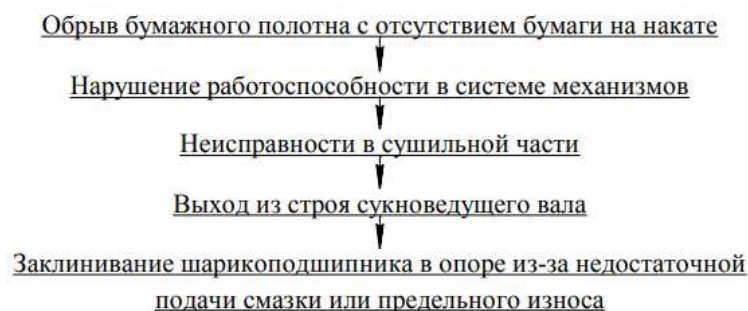 Обрыв бумажного полотна с отсутствием бумаги на накате
Нарушение работоспособности в системе механизмов
Неисправности в сушильной части
Выход из строя сукноведущего вала
Заклинивание шарикоподшипника в опоре из-за недостаточной
подачи смазки или предельного износа